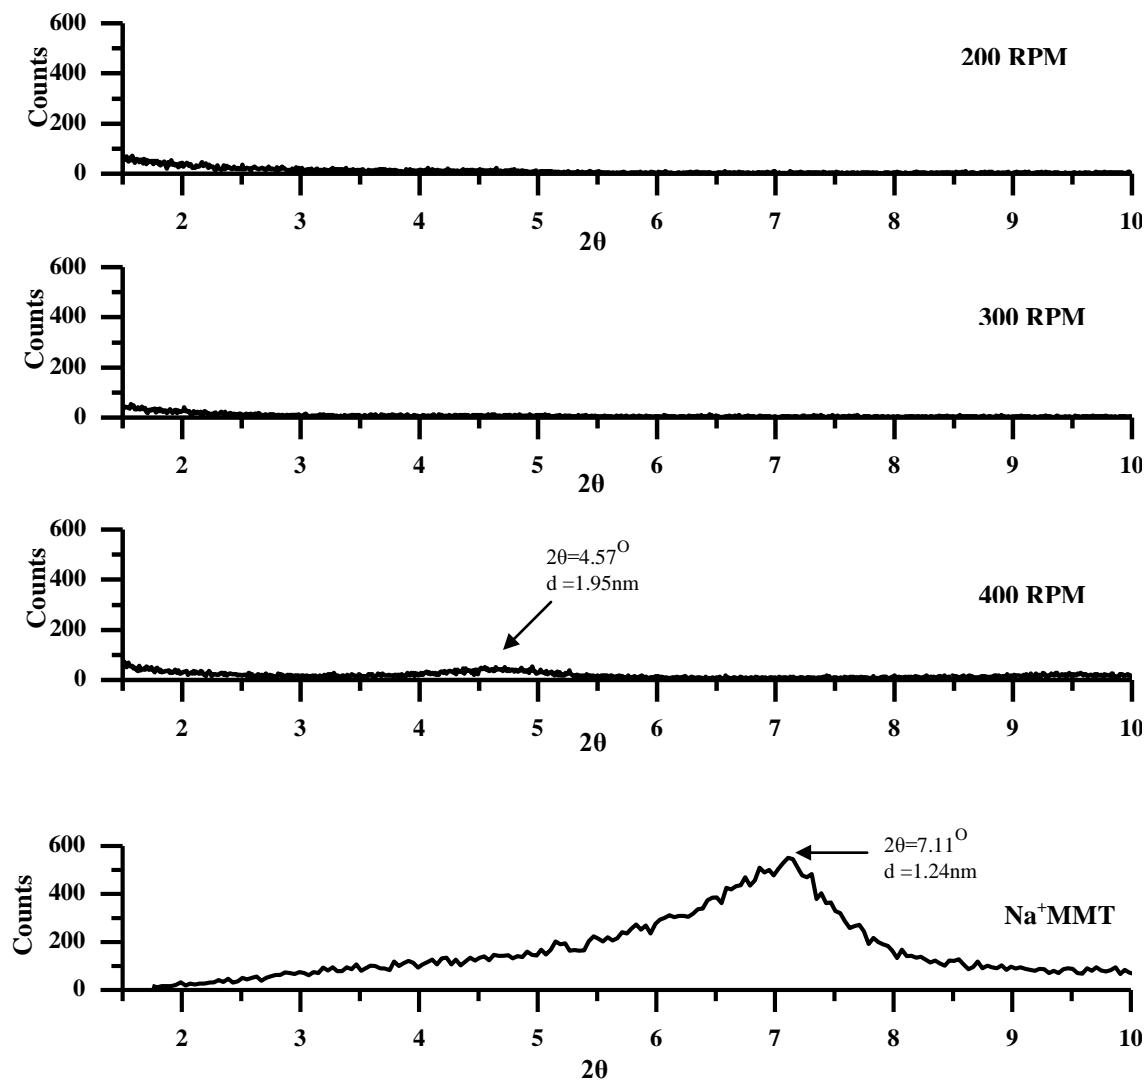 600
400
200
0
Counts
200 RPM
2 3 4 5 6 7 8 9 10
2θ
600
400
200
0
Counts
300 RPM
2 3 4 5 6 7 8 9 10
2θ
600
400
200
0
Counts
2θ=4.57O
d =1.95nm
400 RPM
2 3 4 5 6 7 8 9 10
2θ
600
400
200
0
Counts
2θ=7.11O
d =1.24nm
Na+MMT
2 3 4 5 6 7 8 9 10
2θ